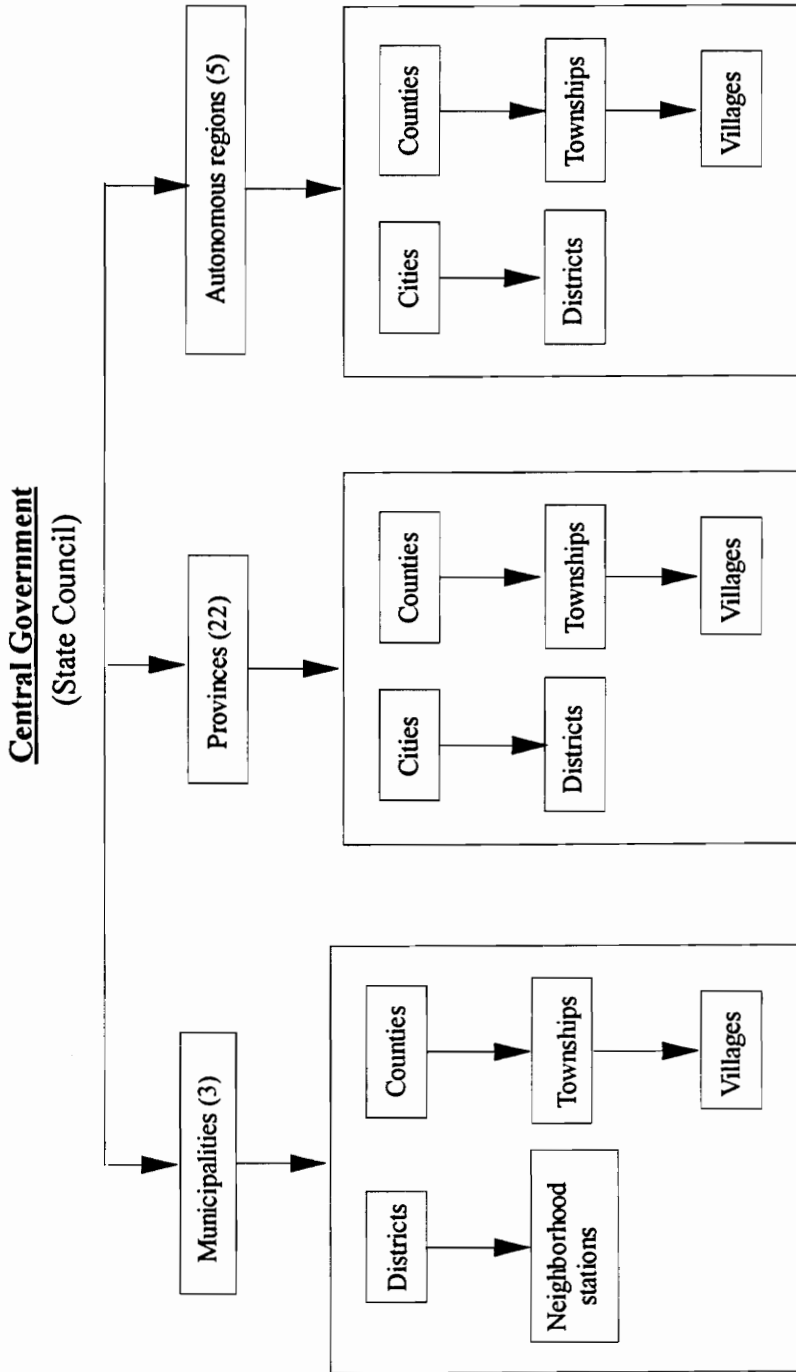 Central Government
(State Council)
Municipalities (3)
Provinces (22)
Autonomous regions (5)
Districts
Counties
Cities
Counties
Cities
Counties
Neighborhood
stations
Townships
Districts
Townships
Districts
Townships
Villages
Villages
Villages